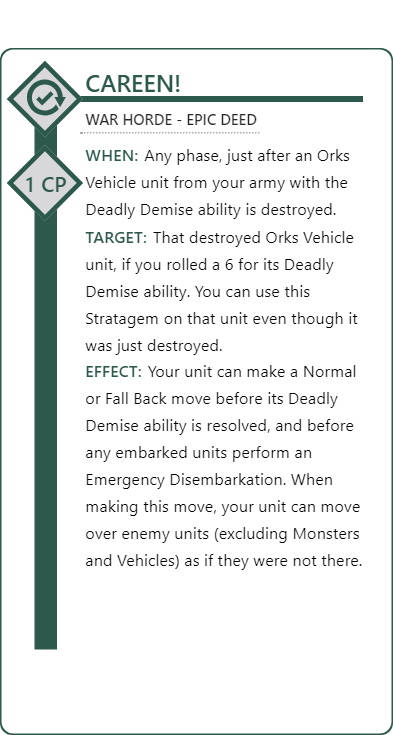 CAREEN!
WAR HORDE - EPIC DEED
1 CP
WHEN: Any phase, just after an Orks
Vehicle unit from your army with the
Deadly Demise ability is destroyed.
TARGET: That destroyed Orks Vehicle
unit, if you rolled a 6 for its Deadly
Demise ability. You can use this
Stratagem on that unit even though it
was just destroyed.
EFFECT: Your unit can make a Normal
or Fall Back move before its Deadly
Demise ability is resolved, and before
any embarked units perform an
Emergency Disembarkation. When
making this move, your unit can move
over enemy units (excluding Monsters
and Vehicles) as if they were not there.